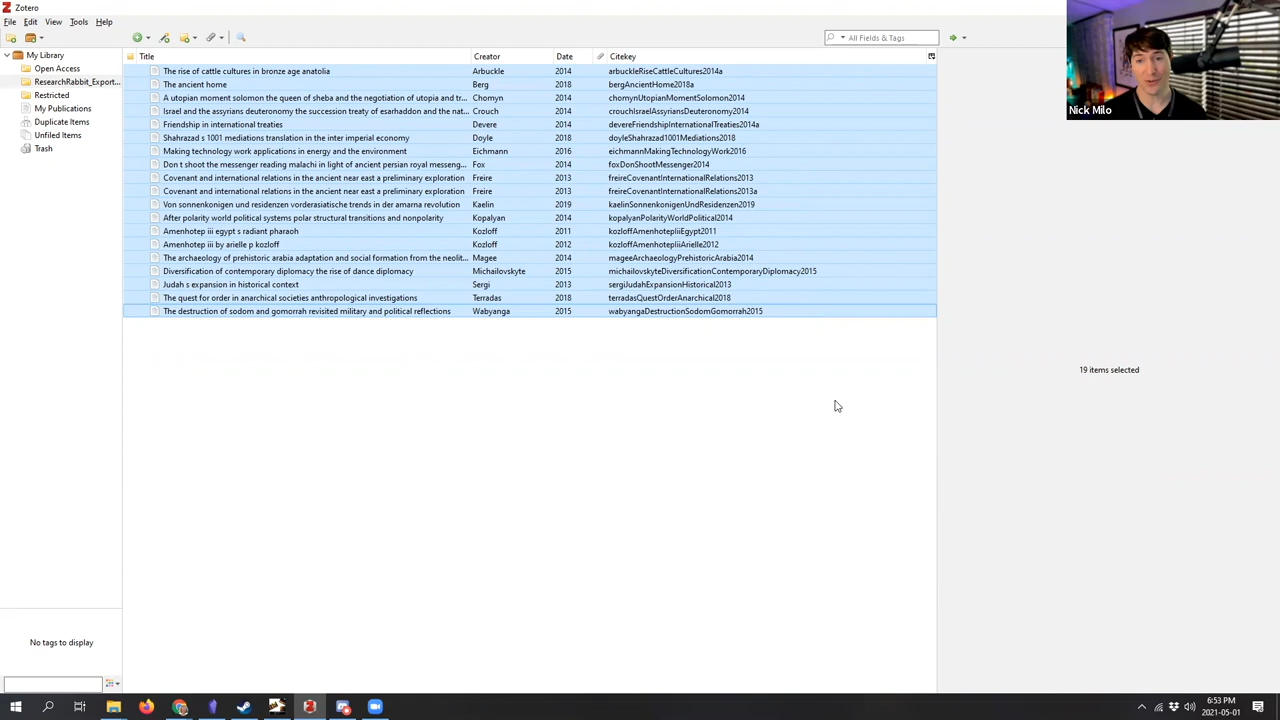 Zotero
File Edit View Tools Help
All Fields & Tags
My Library
Open Access
ResearchRabbit_Export...
Restricted
My Publications
Duplicate Items
Unfiled Items
Trash
Title Creator Date Citekey
The rise of cattle cultures in bronze age anatolia Arbuckle 2014 arbuckleRiseCattleCultures2014a
The ancient home Berg 2018 bergAncientHome2018a
A utopian moment solomon the queen of sheba and the negotiation of utopia and tr... Chomyn 2014 chomynUtopianMomentSolomon2014
Israel and the assyrians deuteronomy the succession treaty of esarhaddon and the nat... Crouch 2014 crouchIsraelAssyriansDeuteronomy2014
Friendship in international treaties Devere 2014 devereFriendshipInternationalTreaties2014a
Shahrazad s 1001 mediations translation in the inter imperial economy Doyle 2018 doyleShahrazad1001Mediations2018
Making technology work applications in energy and the environment Eichmann 2016 eichmannMakingTechnologyWork2016
Don t shoot the messenger reading malachi in light of ancient persian royal messeng... Fox 2014 foxDonShootMessenger2014
Covenant and international relations in the ancient near east a preliminary exploration Freire 2013 freireCovenantInternationalRelations2013
Covenant and international relations in the ancient near east a preliminary exploration Freire 2013 freireCovenantInternationalRelations2013a
Von sonnenkonigen und residenzen vorderasiatische trends in der amarna revolution Kaelin 2019 kaelinSonnenkonigenUndResidenzen2019
After polarity world political systems polar structural transitions and nonpolarity Kopalyan 2014 kopalyanPolarityWorldPolitical2014
Amenhotep iii egypt s radiant pharaoh Kozloff 2011 kozloffAmenhotepIiiEgypt2011
Amenhotep iii by arielle p kozloff Kozloff 2012 kozloffAmenhotepIiiArielle2012
The archaeology of prehistoric arabia adaptation and social formation from the neolit... Magee 2014 mageeArchaeologyPrehistoricArabia2014
Diversification of contemporary diplomacy the rise of dance diplomacy Michailovskyte 2015 michailovskyteDiversificationContemporaryDiplomacy2015
Judah s expansion in historical context Sergi 2013 sergiJudahExpansionHistorical2013
The quest for order in anarchical societies anthropological investigations Terradas 2018 terradasQuestOrderAnarchical2018
The destruction of sodom and gomorrah revisited military and political reflections Wabyanga 2015 wabyangaDestructionSodomGomorrah2015
19 items selected
Nick Milo
No tags to display
6:53 PM
2021-05-01